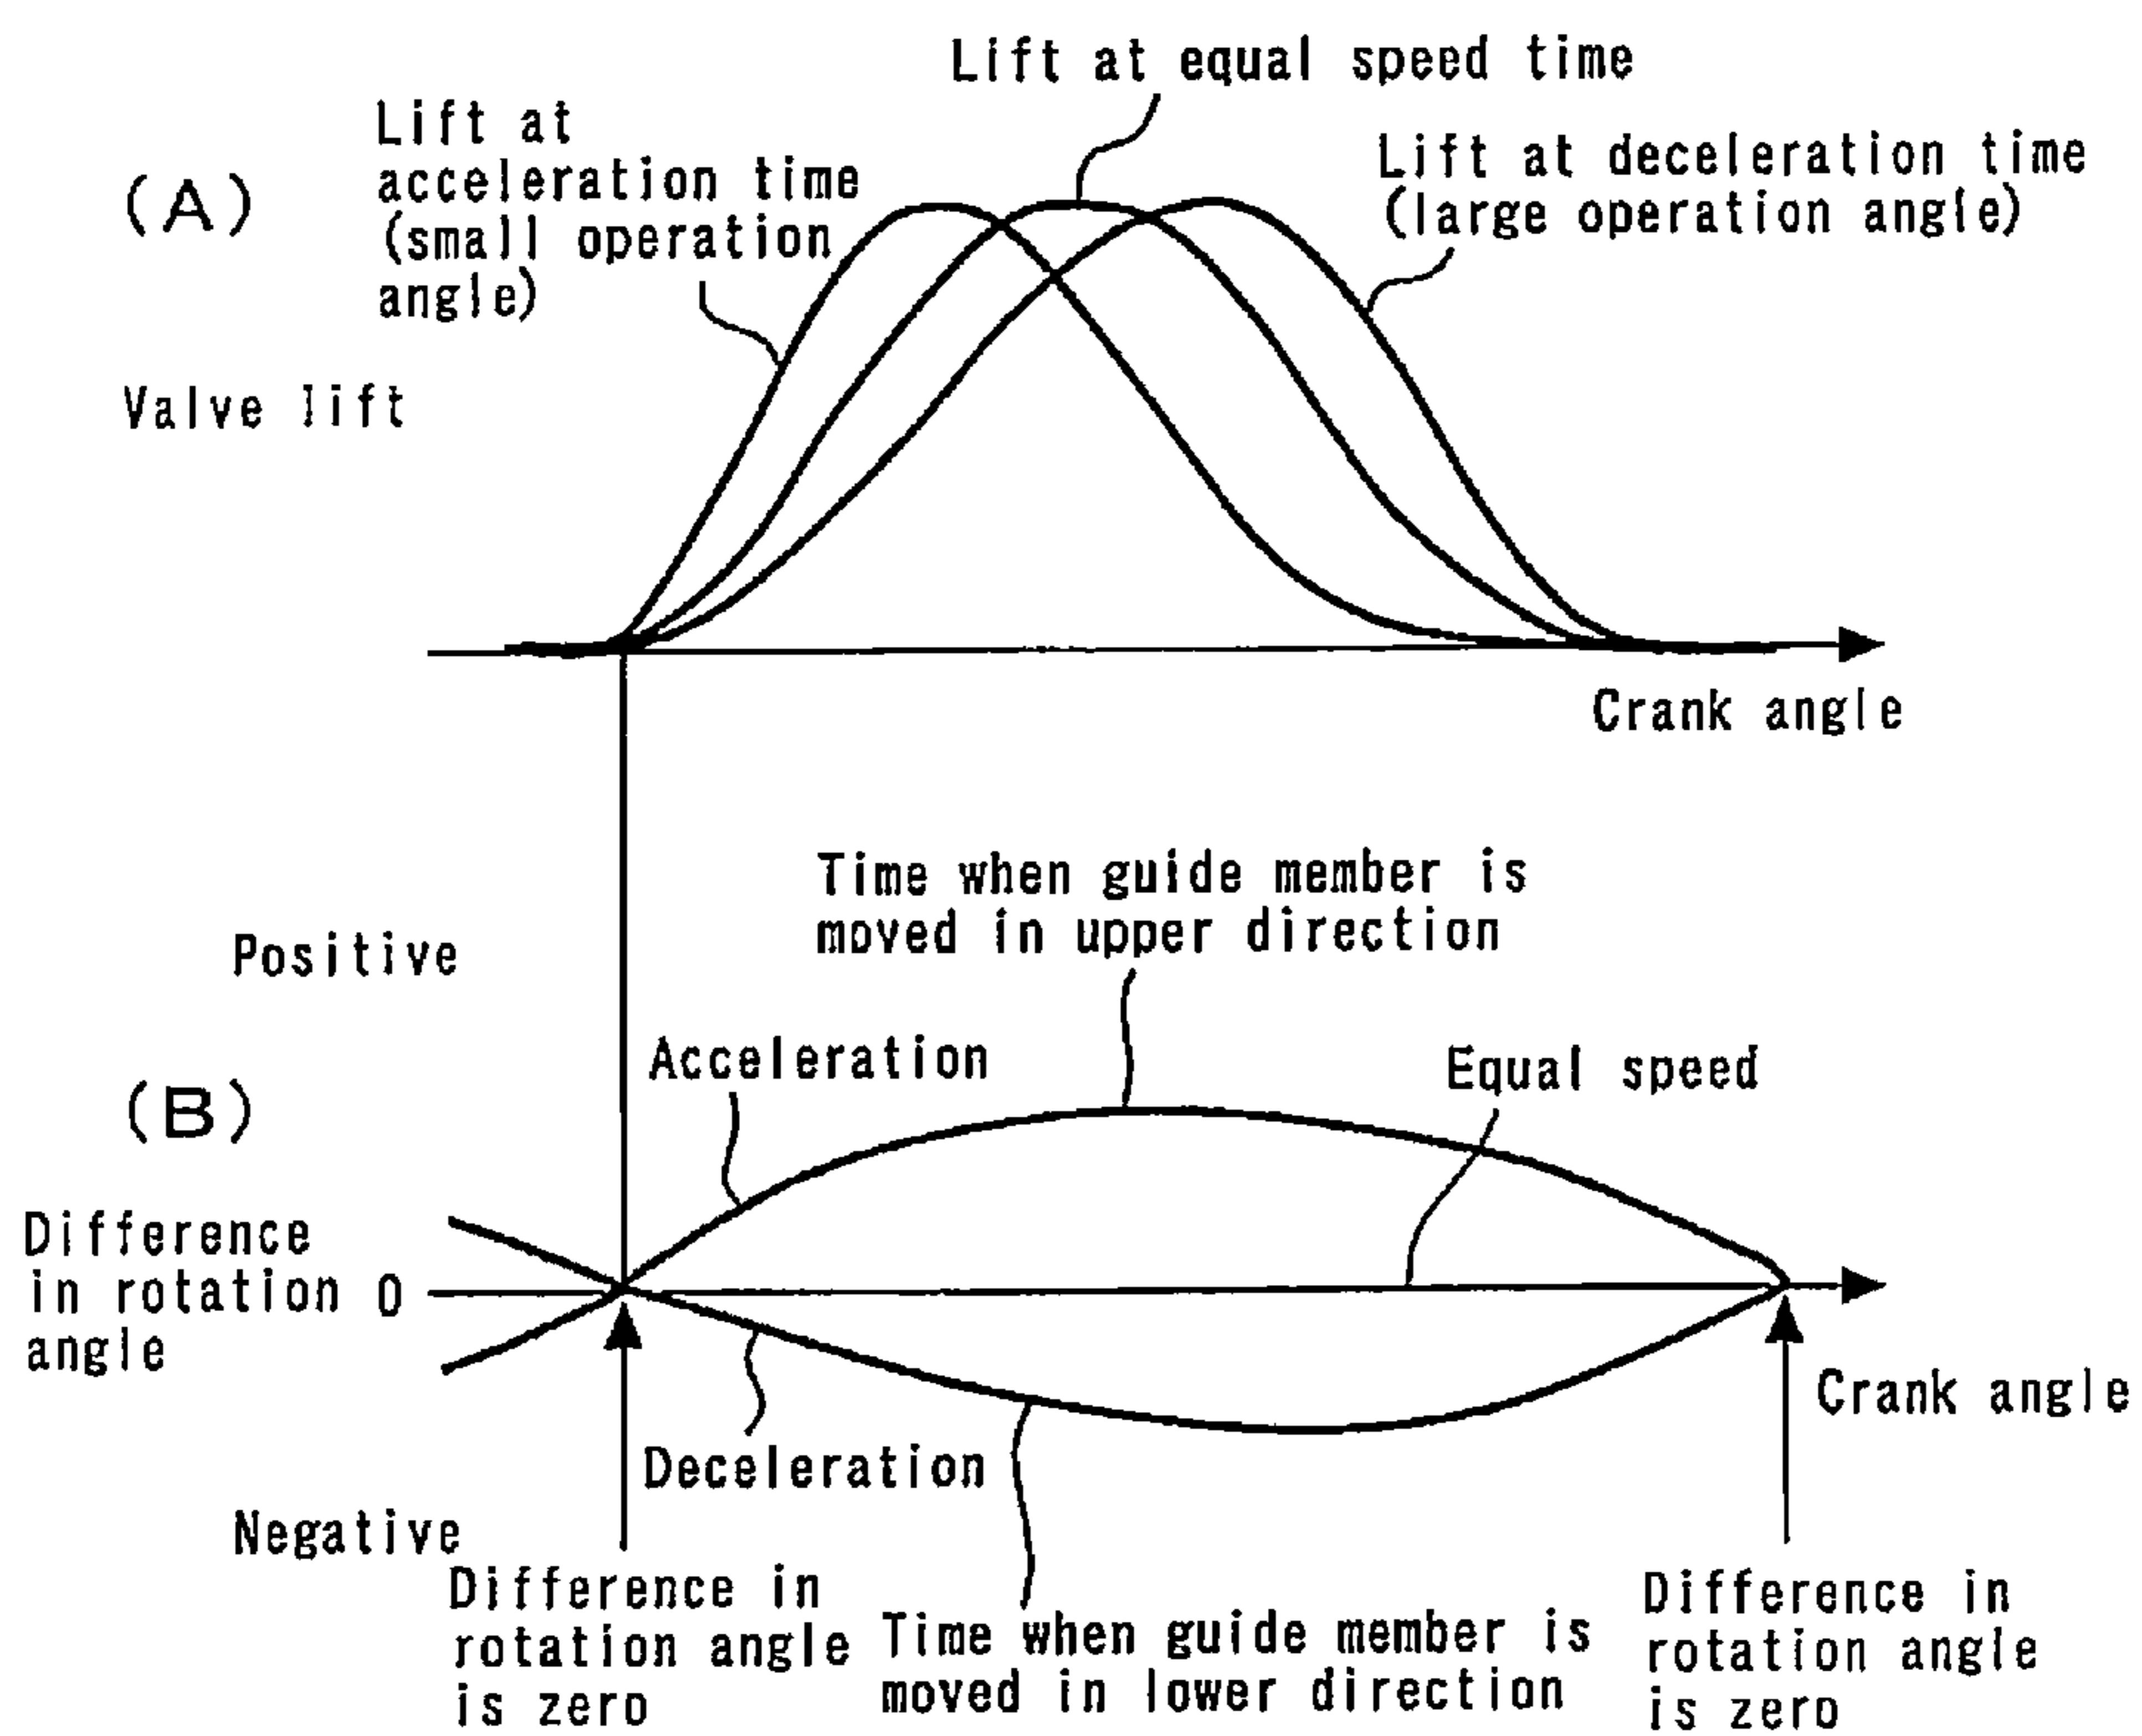 Lift at equal speed time
Lift at
acceleration time
(small operation
angle)
Lift at deceleration time
(large operation angle)
(A)
Valve lift
Crank angle
Time when guide member is
moved in upper direction
Positive
Acceleration
Equal speed
(B)
Difference
in rotation 0
angle
Crank angle
Deceleration
Negative
Difference in
rotation angle
is zero
Time when guide member is
moved in lower direction
Difference in
rotation angle
is zero